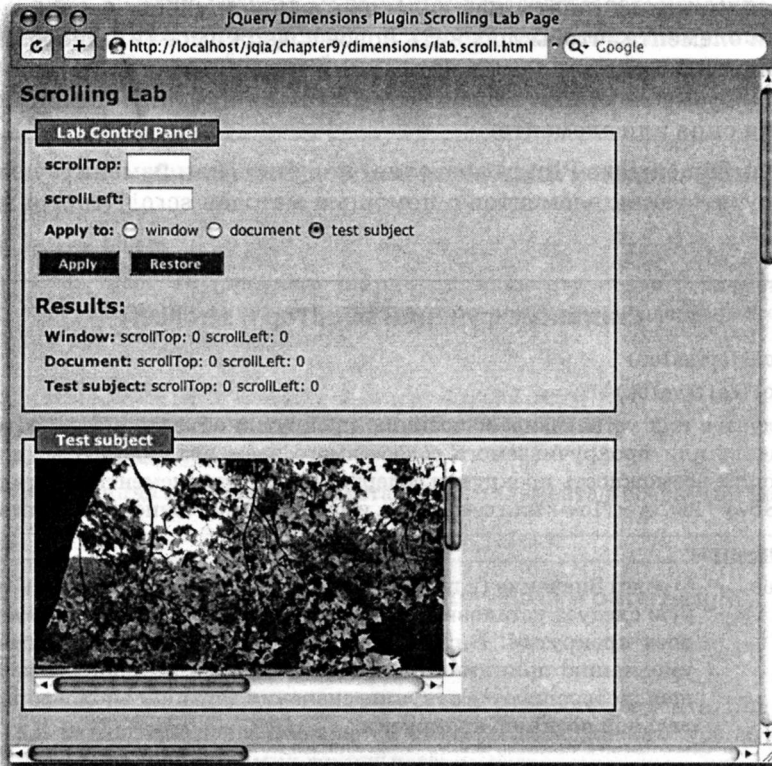 jQuery Dimensions Plugin Scrolling Lab Page
http://localhost/jqia/chapter9/dimensions/lab.scroll.html
Google
Scrolling Lab
Lab Control Panel
scrollTop:
scrollLeft:
Apply to: window document test subject
Apply Restore
Results:
Window: scrollTop: 0 scrollLeft: 0
Document: scrollTop: 0 scrollLeft: 0
Test subject: scrollTop: 0 scrollLeft: 0
Test subject